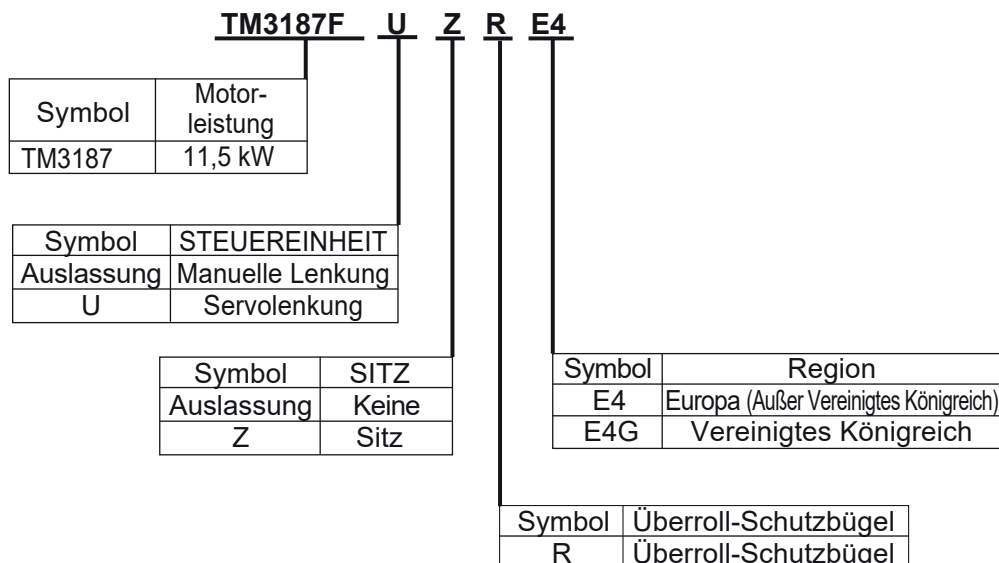 TM3187F U Z R E4
Symbol Motor-
leistung
TM3187 11,5 kW
Symbol STEUEREINHEIT
Auslassung Manuelle Lenkung
U Servolenkung
Symbol SITZ
Auslassung Keine
Z Sitz
Symbol Region
E4 Europa (Außer Vereinigtes Königreich)
E4G Vereinigtes Königreich
Symbol Überroll-Schutzbügel
R Überroll-Schutzbügel